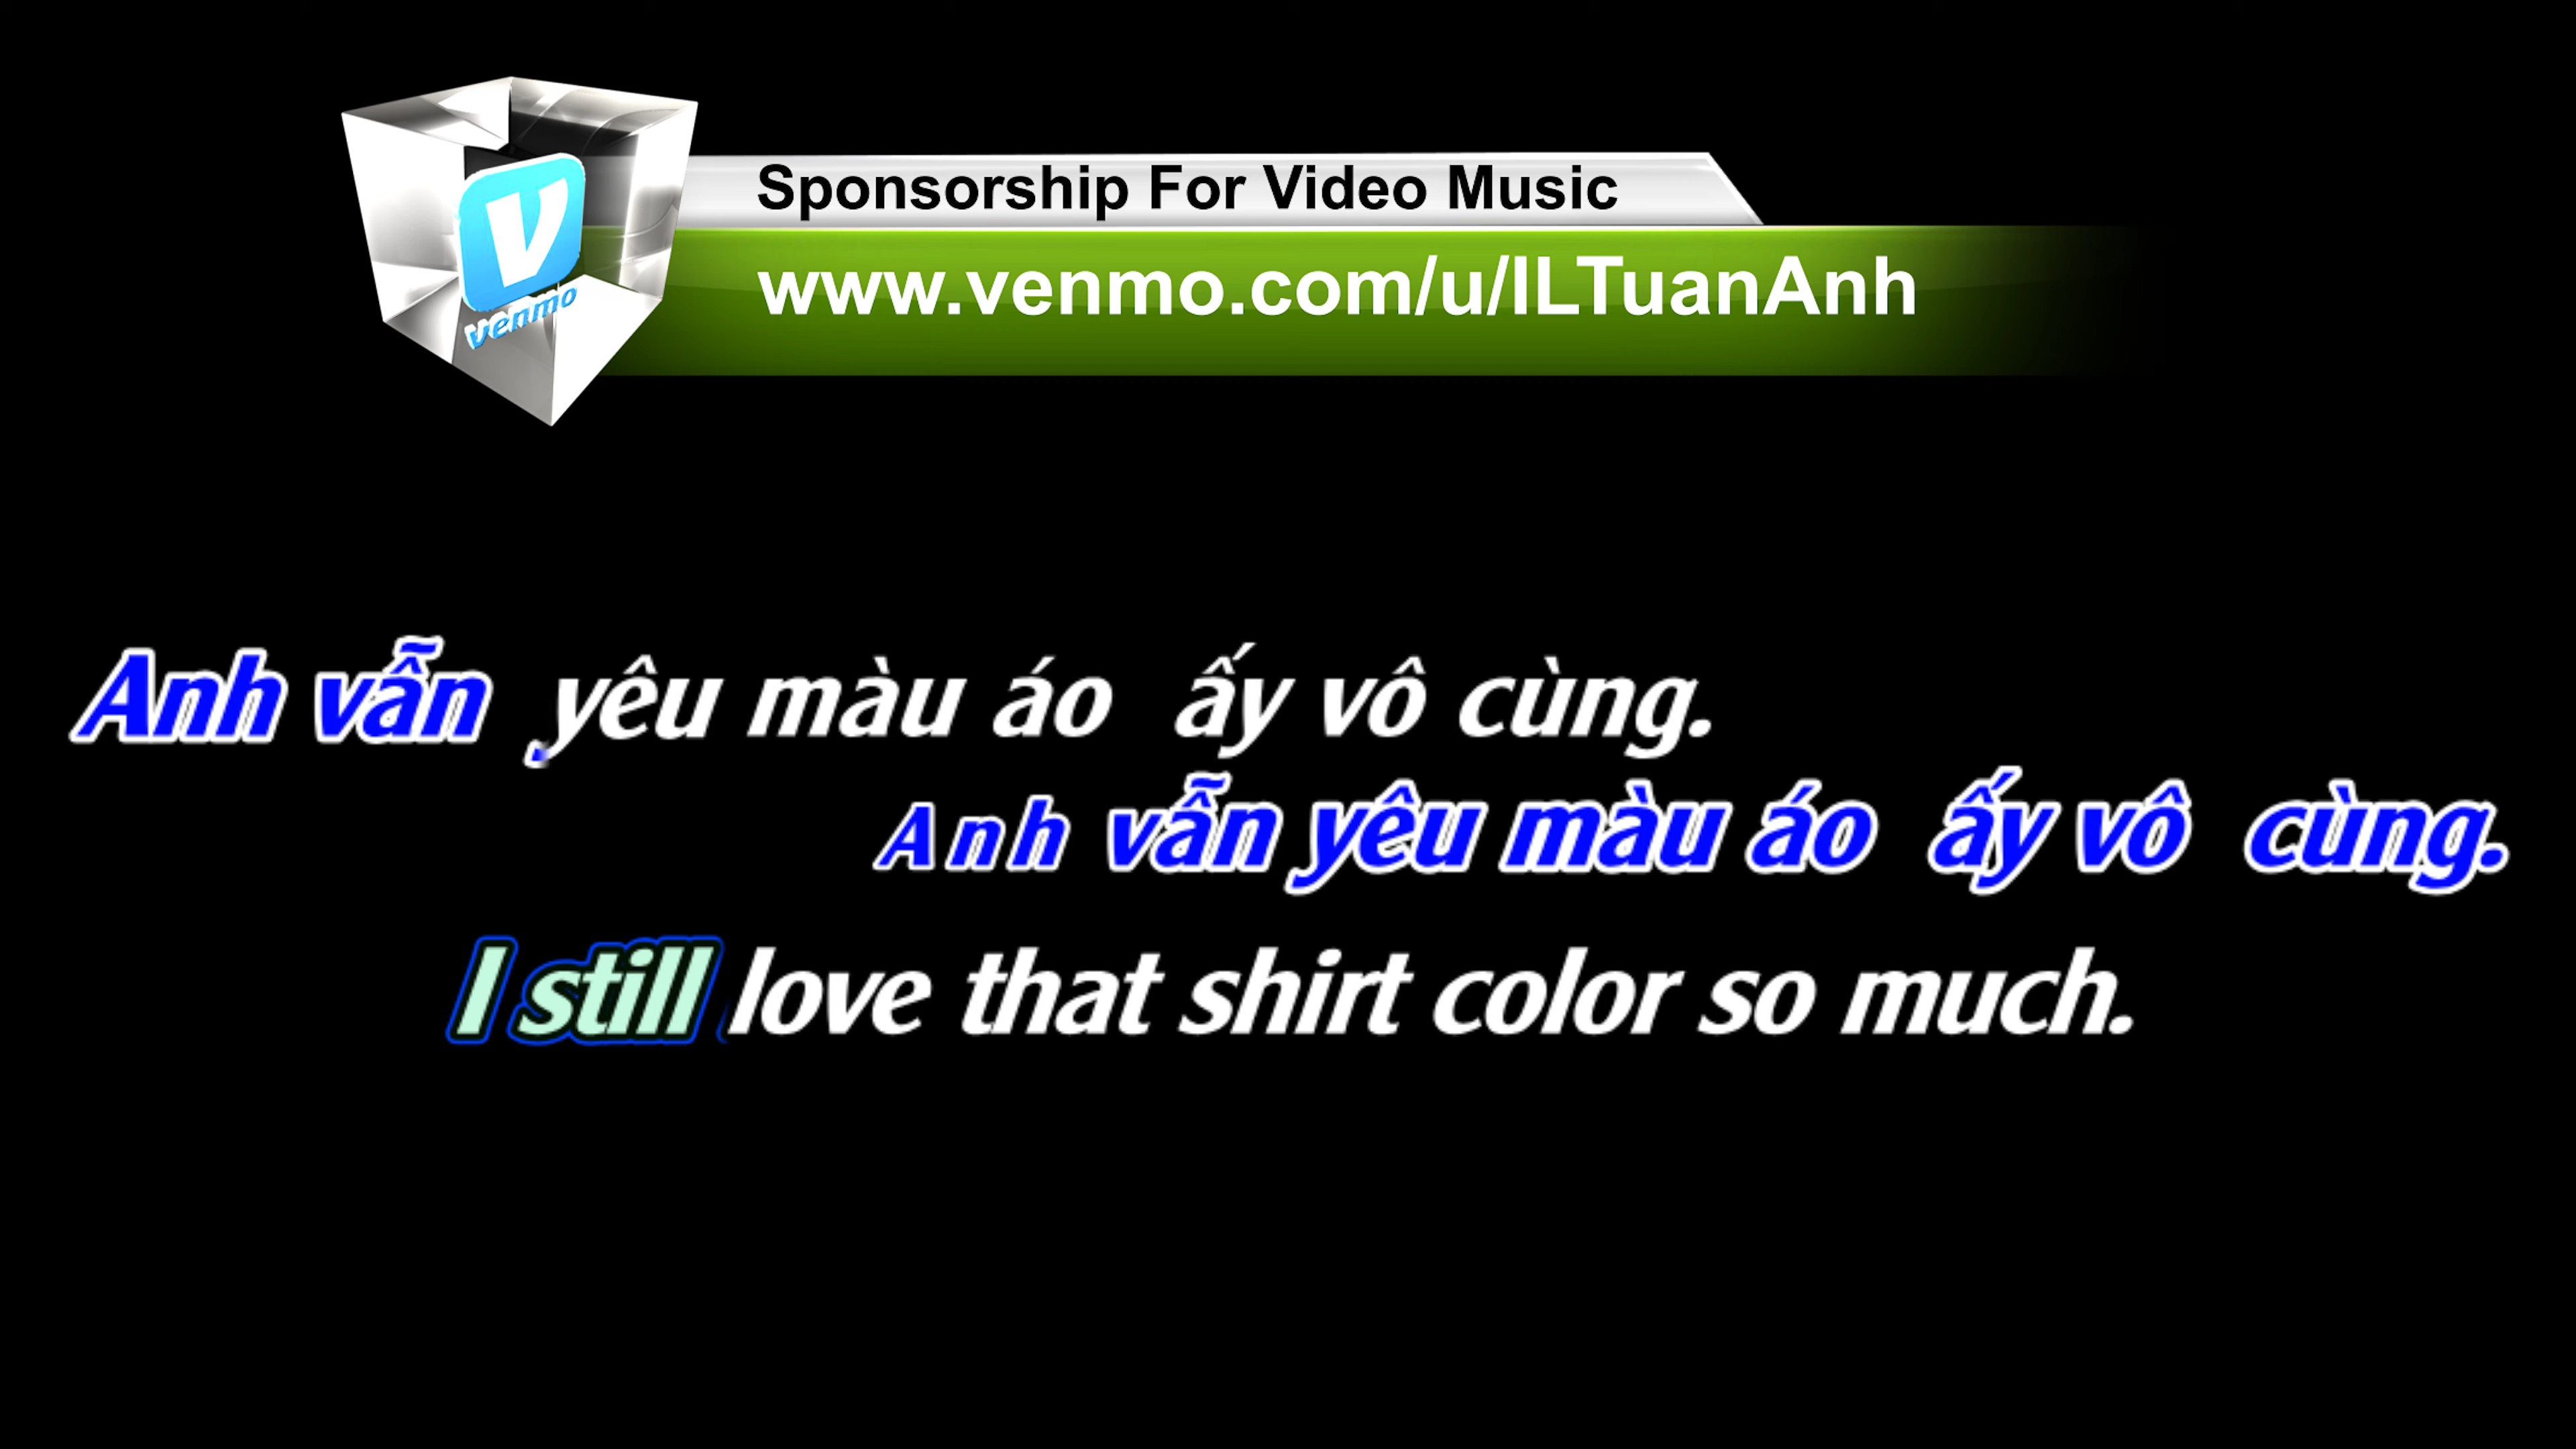 Sponsorship For Video Music
venmo
www.venmo.com/u/ILTuanAnh
Anh vẫn yêu màu áo ấy vô cùng.
Anh vẫn yêu màu áo ấy vô cùng.
I still love that shirt color so much.